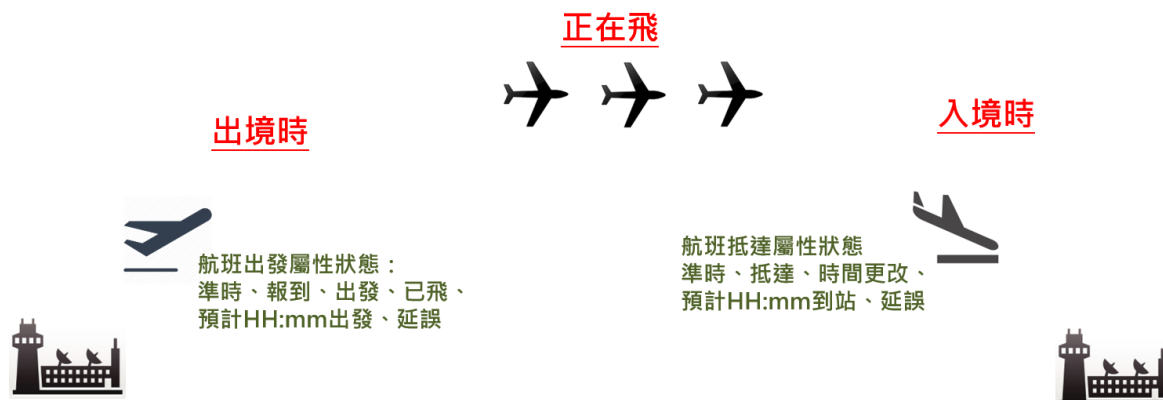 正在飛
出境時
入境時
航班出發屬性狀態：
準時、報到、出發、已飛、
預計HH:mm出發、延誤
航班抵達屬性狀態
準時、抵達、時間更改、
預計HH:mm到站、延誤